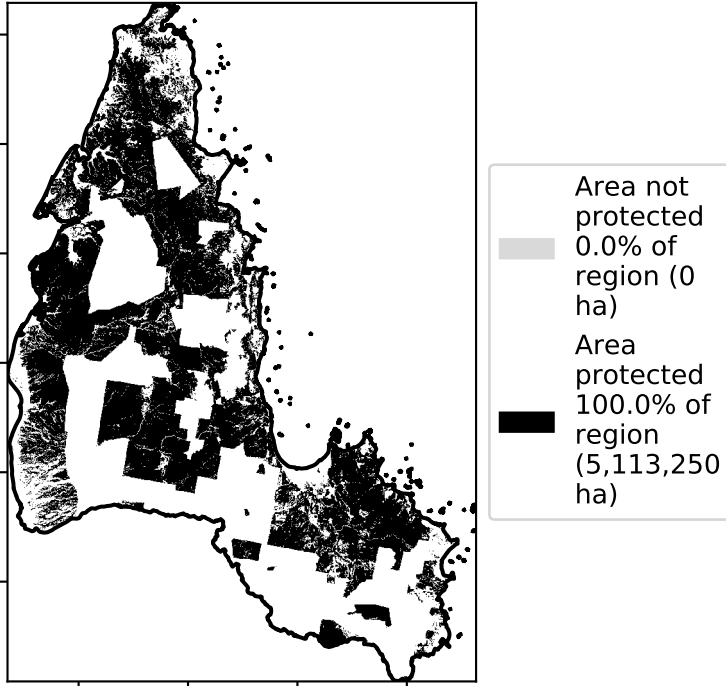 Area not
protected
0.0% of
region (0
ha)
Area
protected
100.0% of
region
(5,113,250
ha)